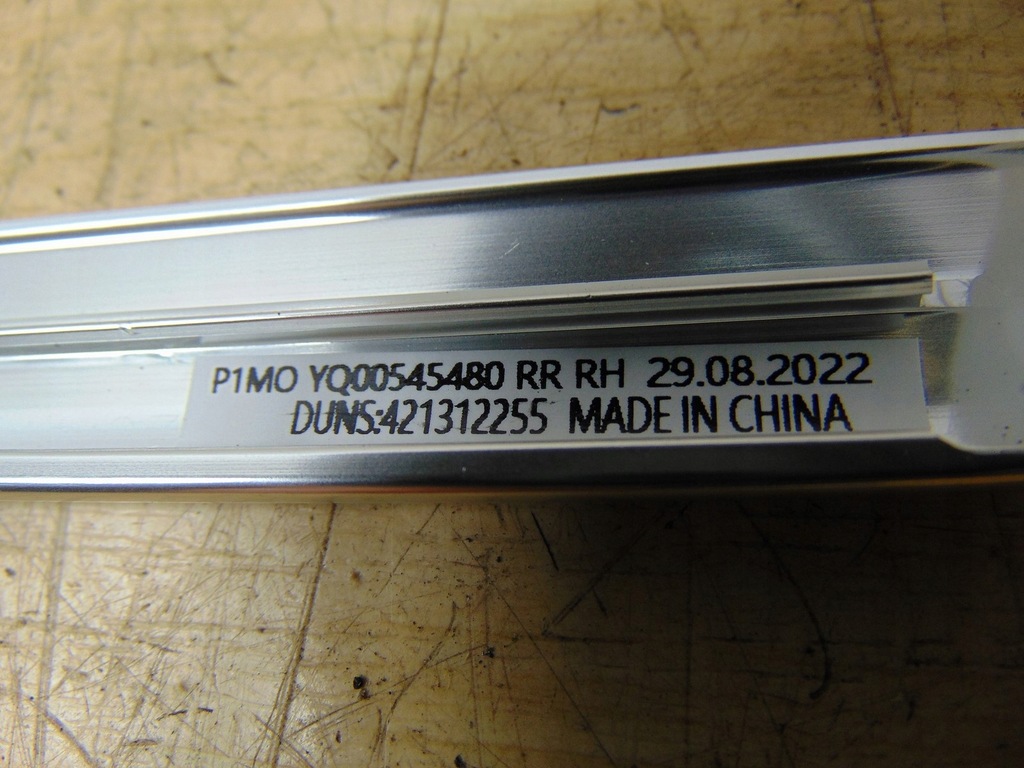 P1MO YQ00545480 RR RH 29.08.2022
DUNS:421312255 MADE IN CHINA